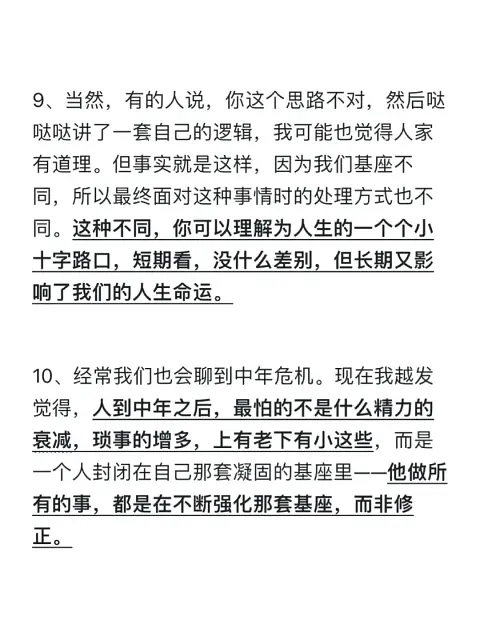 9、当然，有的人说，你这个思路不对，然后哒
哒哒讲了一套自己的逻辑，我可能也觉得人家
有道理。但事实就是这样，因为我们基座不
同，所以最终面对这种事情时的处理方式也不
同。这种不同，你可以理解为人生的一个个小
十字路口，短期看，没什么差别，但长期又影
响了我们的人生命运。
10、经常我们也会聊到中年危机。现在我越发
觉得，人到中年之后，最怕的不是什么精力的
衰减，琐事的增多，上有老下有小这些，而是
一个人封闭在自己那套凝固的基座里——他做所
有的事，都是在不断强化那套基座，而非修
正。